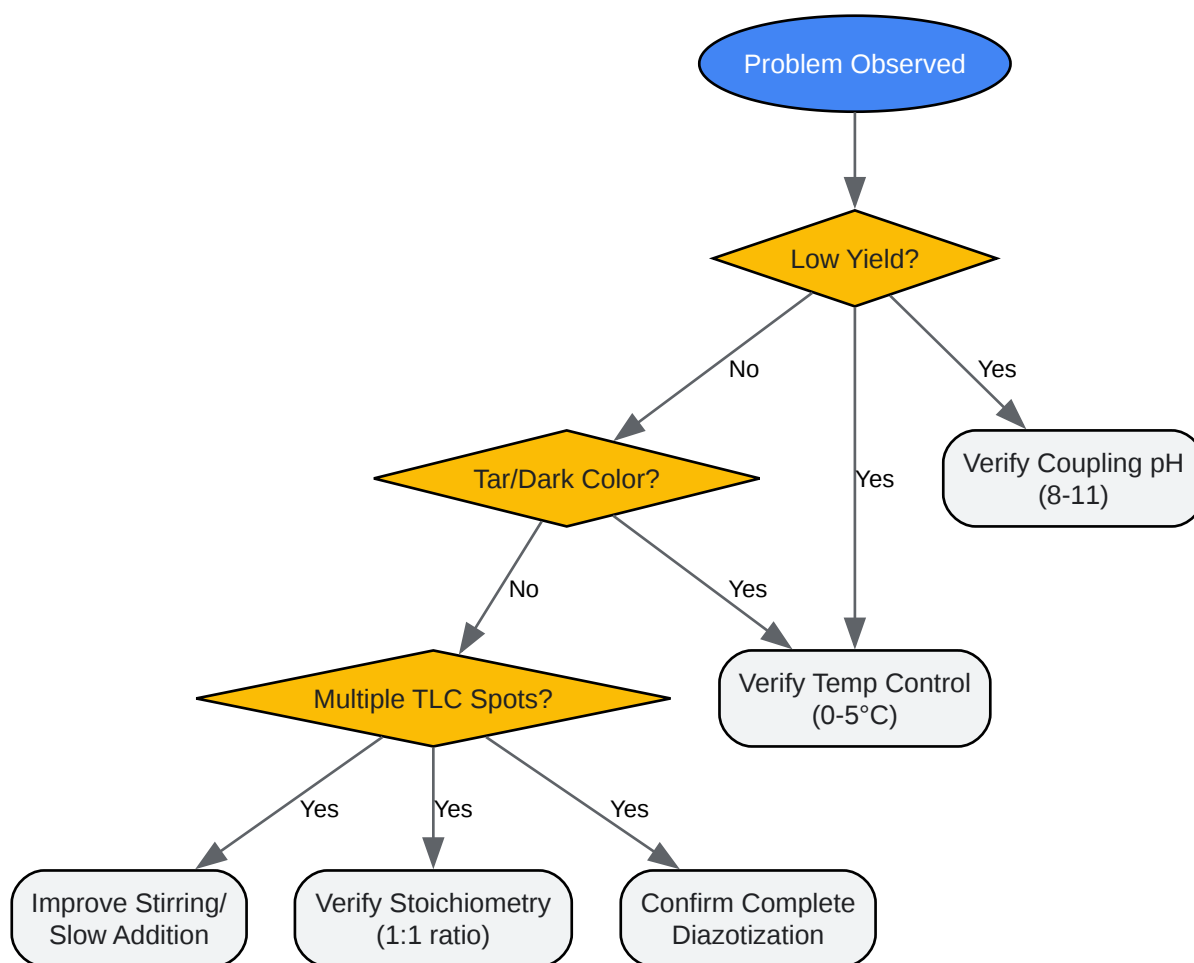 Problem Observed
Low Yield?
No
Yes
Yes
Verify Coupling pH
(8-11)
Tar/Dark Color?
No
Yes
Verify Temp Control
(0-5°C)
Multiple TLC Spots?
Yes
Yes
Yes
Improve Stirring/
Slow Addition
Verify Stoichiometry
(1:1 ratio)
Confirm Complete
Diazotization